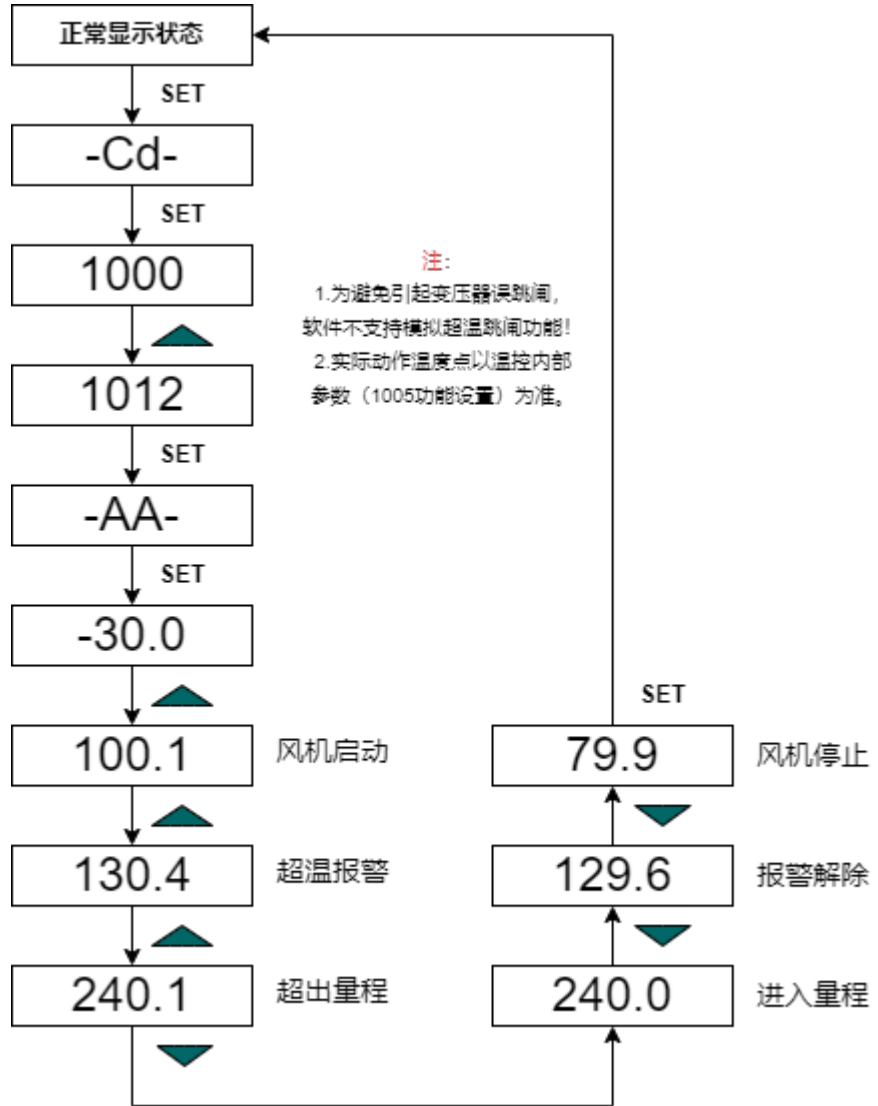 正常显示状态
SET
-Cd-
SET
1000
注:
1.为避免引起变压器误跳闸，
软件不支持模拟超温跳闸功能！
2.实际动作温度点以温控内部
参数（1005功能设置）为准。
1012
SET
-AA-
SET
-30.0
100.1
风机启动
130.4
超温报警
240.1
超出量程
240.0
进入量程
129.6
报警解除
79.9
风机停止
SET